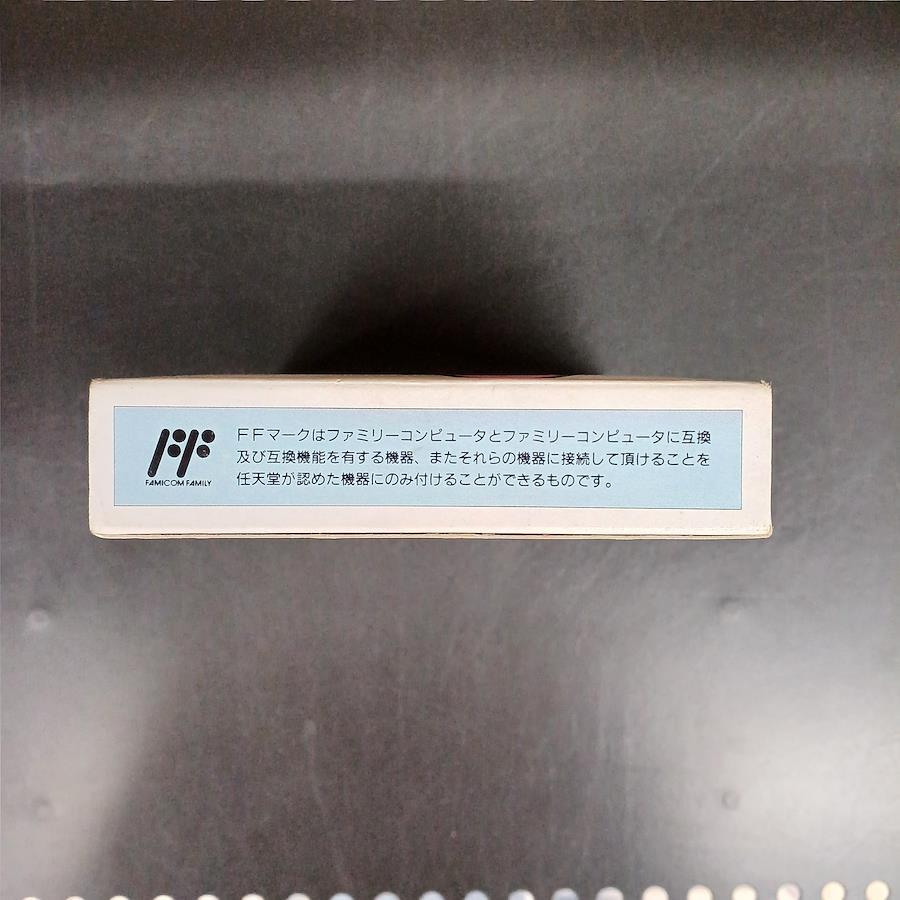 FF
FAMICOM FAMILY
FFマークはファミリーコンピュータとファミリーコンピュータに互換
及び互換機能を有する機器、またそれらの機器に接続して頂けることを
任天堂が認めた機器にのみ付けることができるものです。